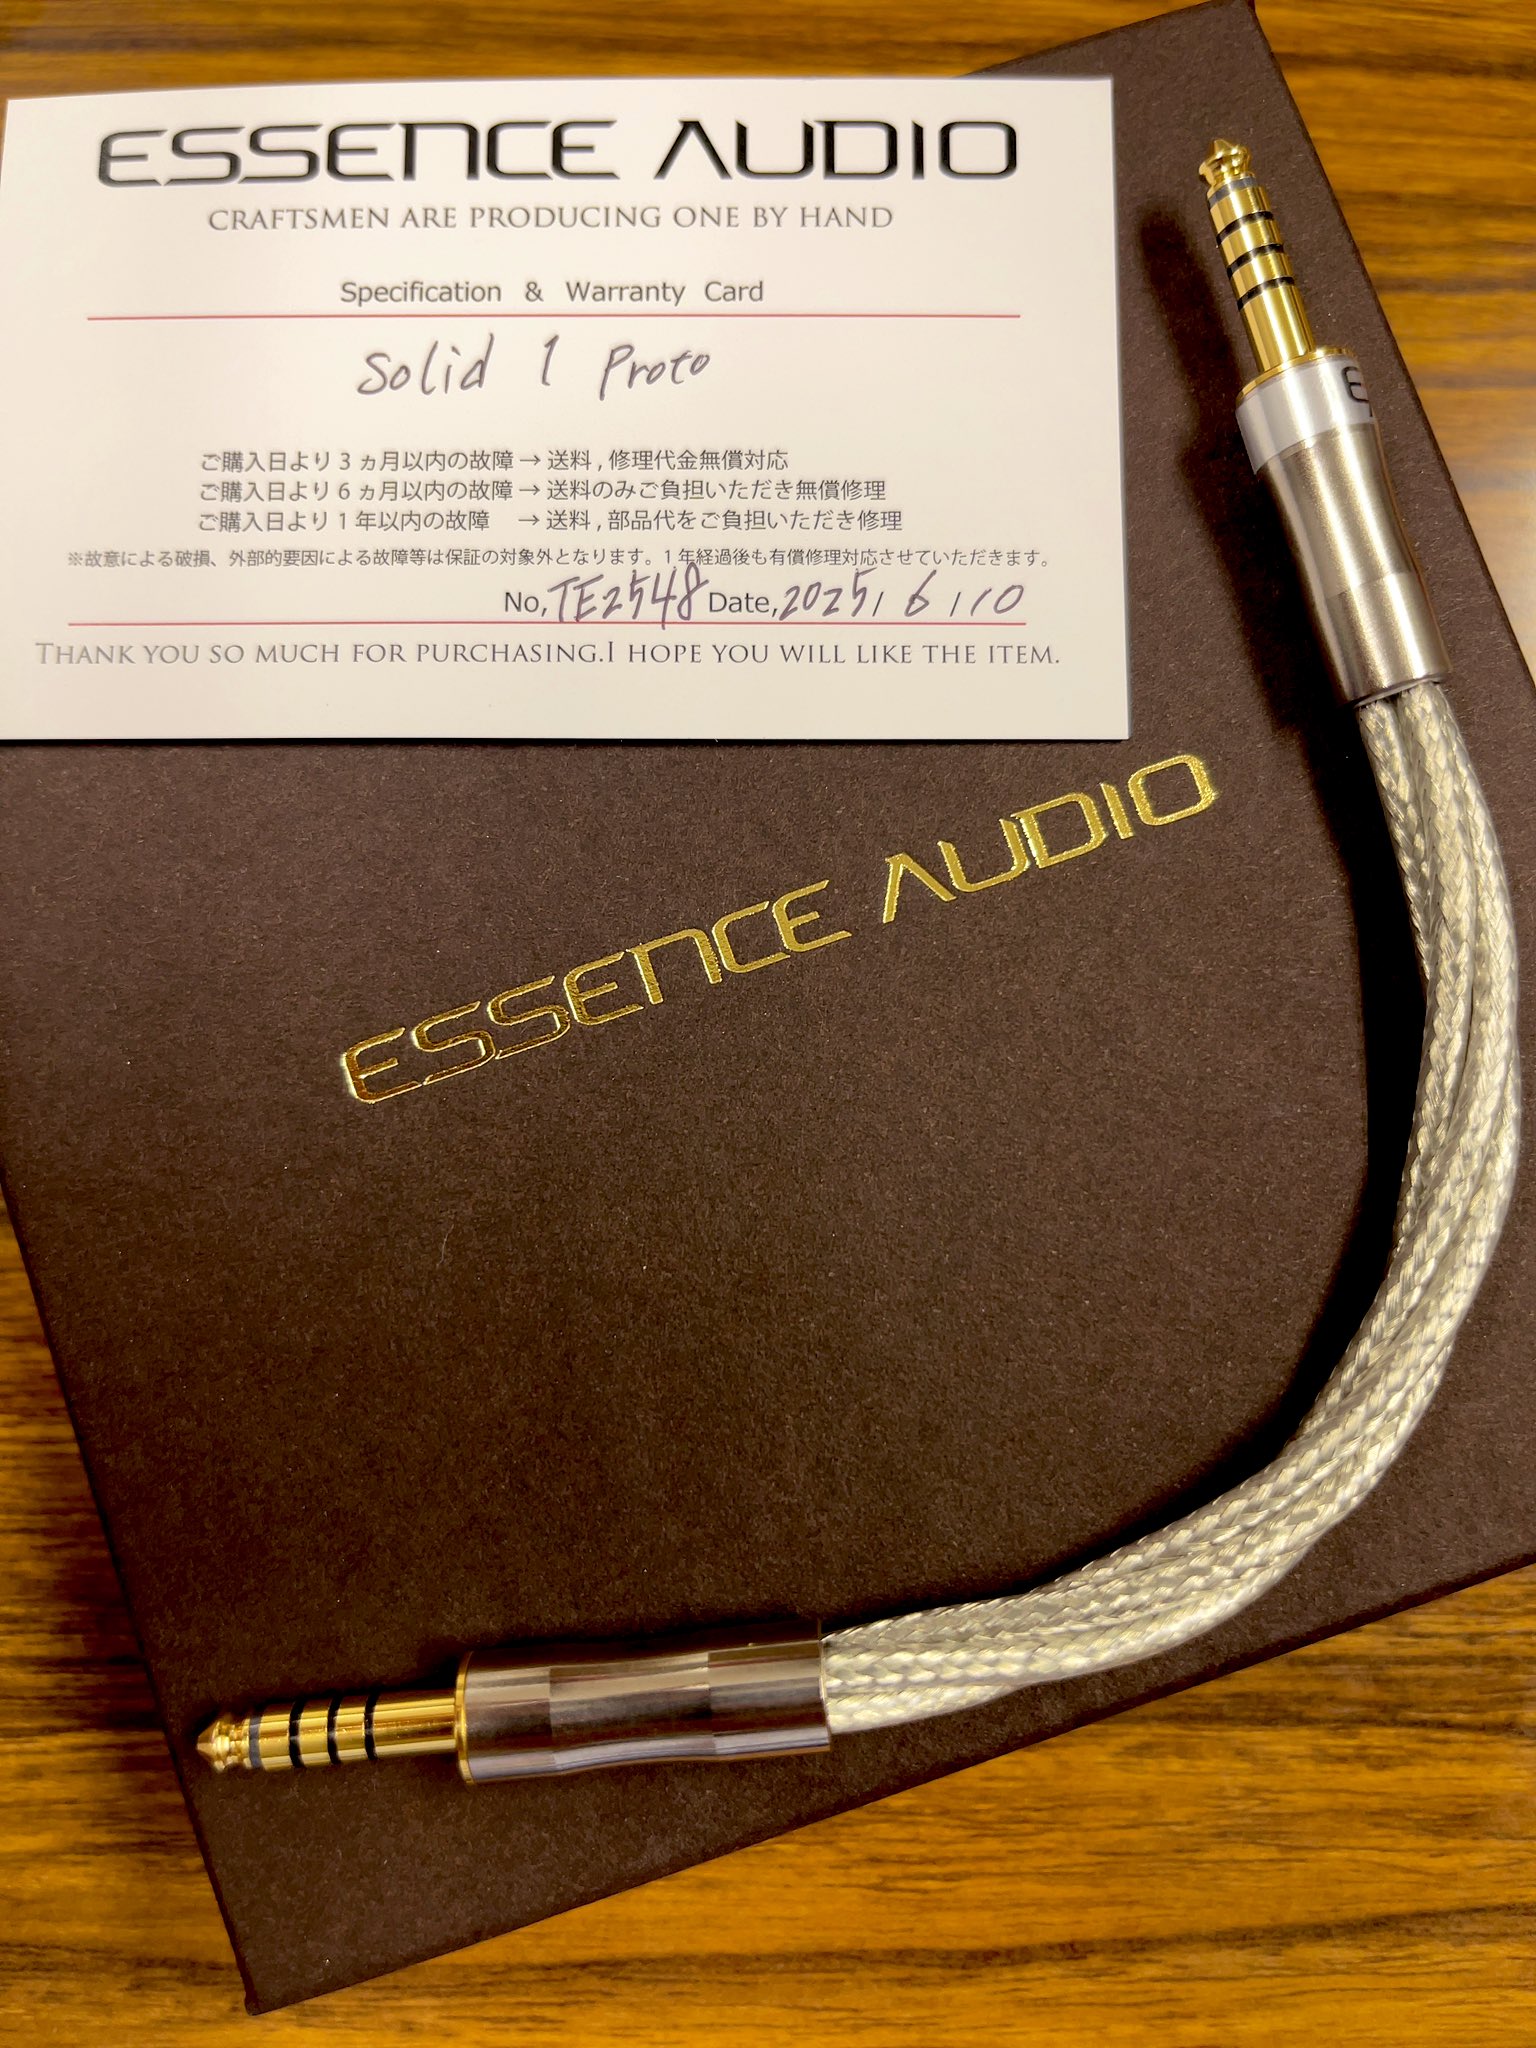 ESSENCE AUDIO
CRAFTSMEN ARE PRODUCING ONE BY HAND
Specification & Warranty Card
Solid 1 Proto
ご購入日より3ヵ月以内の故障→送料,修理代金無償対応
ご購入日より6ヵ月以内の故障→送料のみご負担いただき無償修理
ご購入日より1年以内の故障 →送料,部品代をご負担いただき修理
※故意による破損、外部的要因による故障等は保証の対象外となります。1年経過後も有償修理対応させていただきます。
No,TE2548 Date,2025/6/10
THANK YOU SO MUCH FOR PURCHASING.I HOPE YOU WILL LIKE THE ITEM.
ESSENCE AUDIO